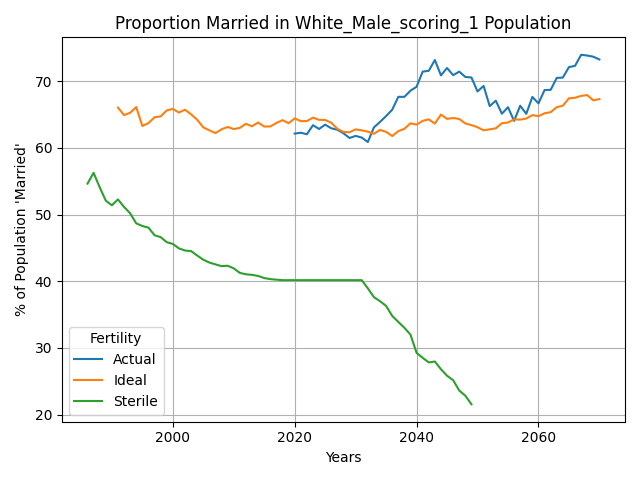 Proportion Married in White_Male_scoring_1 Population
% of Population 'Married'
70
60
50
40
30
20
Fertility
Actual
Ideal
Sterile
2000
2020
2040
2060
Years